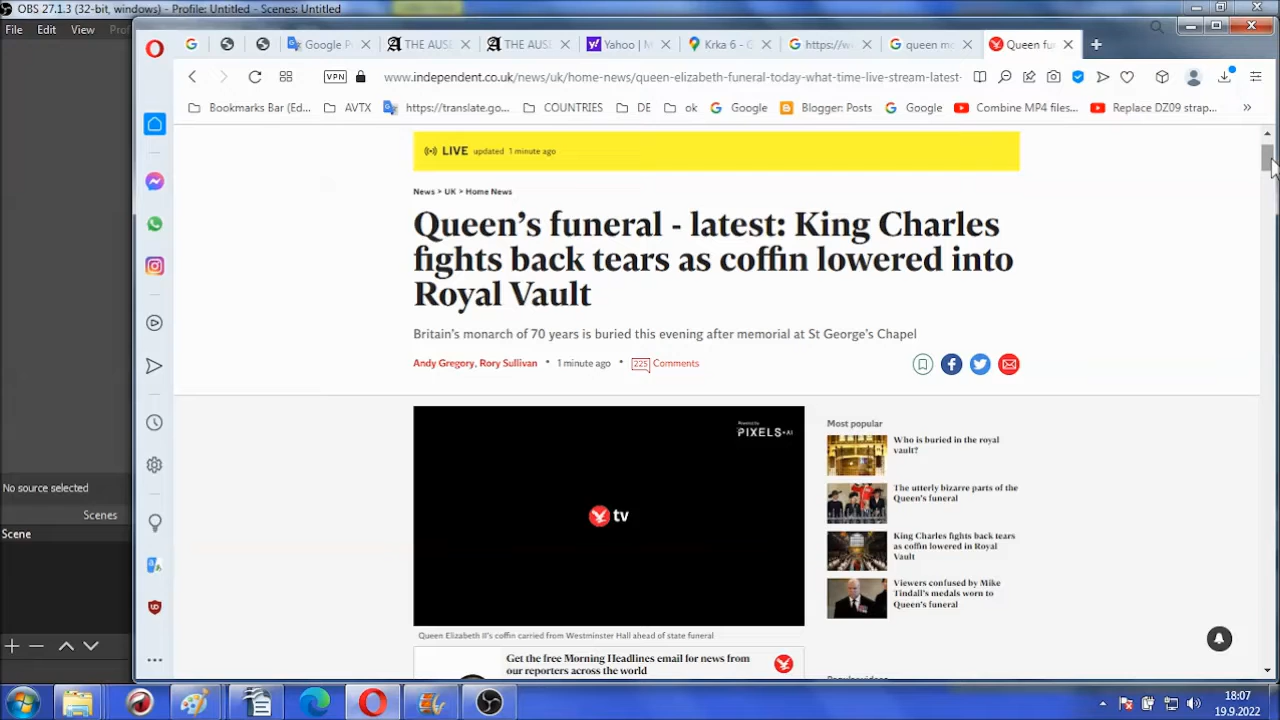 OBS 27.1.3 (32-bit, windows) - Profile: Untitled - Scenes: Untitled
File Edit View
Google P THE AUSE THE AUSE Yahoo | M Krka 6 - G https://w queen mo Queen fun
VPN www.independent.co.uk/news/uk/home-news/queen-elizabeth-funeral-today-what-time-live-stream-latest-
Bookmarks Bar (Ed... AVTX https://translate.go... COUNTRIES DE ok Google Blogger: Posts Google Combine MP4 files... Replace DZ09 strap... »
LIVE updated 1 minute ago
News > UK > Home News
Queen's funeral - latest: King Charles
fights back tears as coffin lowered into
Royal Vault
Britain's monarch of 70 years is buried this evening after memorial at St George's Chapel
Andy Gregory, Rory Sullivan • 1 minute ago • 225 Comments
Powered by
PIXELS•AI
tv
Queen Elizabeth II's coffin carried from Westminster Hall ahead of state funeral
Get the free Morning Headlines email for news from
our reporters across the world
Most popular
Who is buried in the royal
vault?
The utterly bizarre parts of the
Queen's funeral
King Charles fights back tears
as coffin lowered in Royal
Vault
Viewers confused by Mike
Tindall's medals worn to
Queen's funeral
No source selected
Scenes
Scene
18:07
19.9.2022